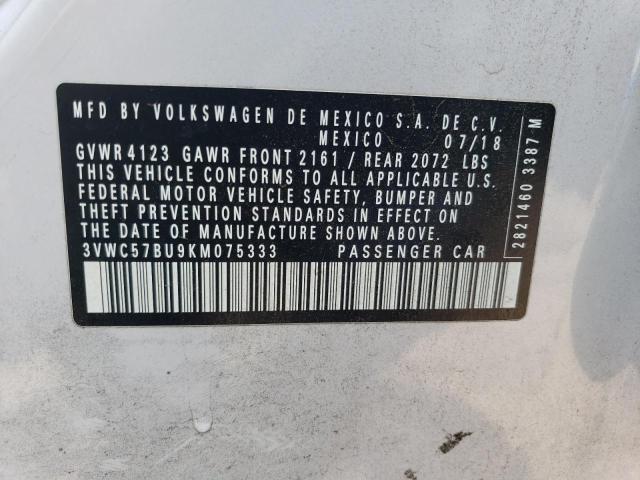 MFD BY VOLKSWAGEN DE MEXICO S.A. DE C.V.
MEXICO 07/18
GVWR 4123 GAWR FRONT 2161 / REAR 2072 LBS
THIS VEHICLE CONFORMS TO ALL APPLICABLE U.S.
FEDERAL MOTOR VEHICLE SAFETY, BUMPER AND
THEFT PREVENTION STANDARDS IN EFFECT ON
THE DATE OF MANUFACTURE SHOWN ABOVE.
3VWC57BU9KM075333 PASSENGER CAR
V
2821460 3387 M